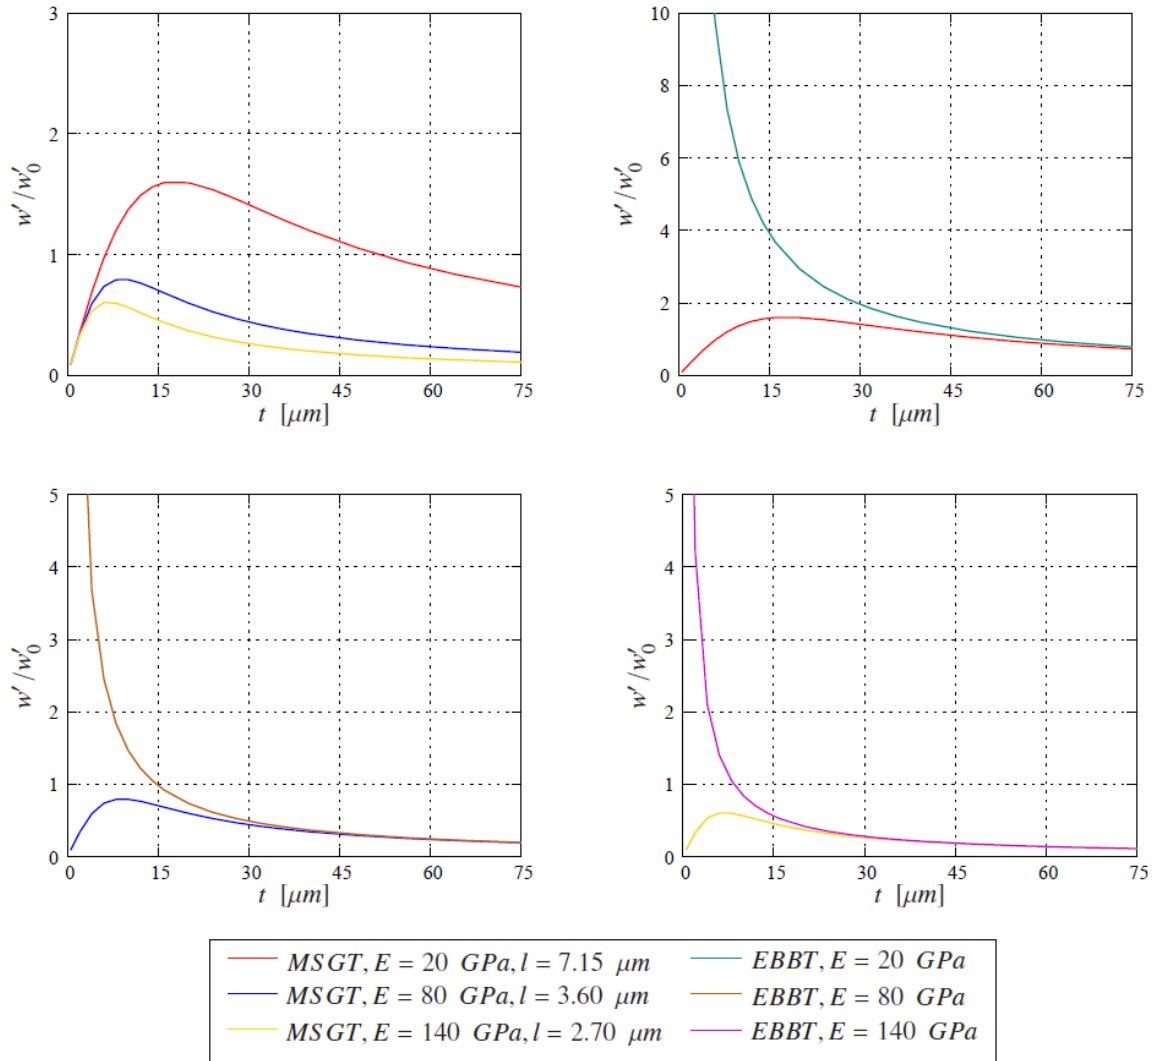 3
2
1
0
w′/w′₀
0 15 30 45 60 75
t [μm]
10
8
6
4
2
0
w′/w′₀
0 15 30 45 60 75
t [μm]
5
4
3
2
1
0
w′/w′₀
0 15 30 45 60 75
t [μm]
5
4
3
2
1
0
w′/w′₀
0 15 30 45 60 75
t [μm]
MSGT, E = 20 GPa, l = 7.15 μm
MSGT, E = 80 GPa, l = 3.60 μm
MSGT, E = 140 GPa, l = 2.70 μm
EBBT, E = 20 GPa
EBBT, E = 80 GPa
EBBT, E = 140 GPa